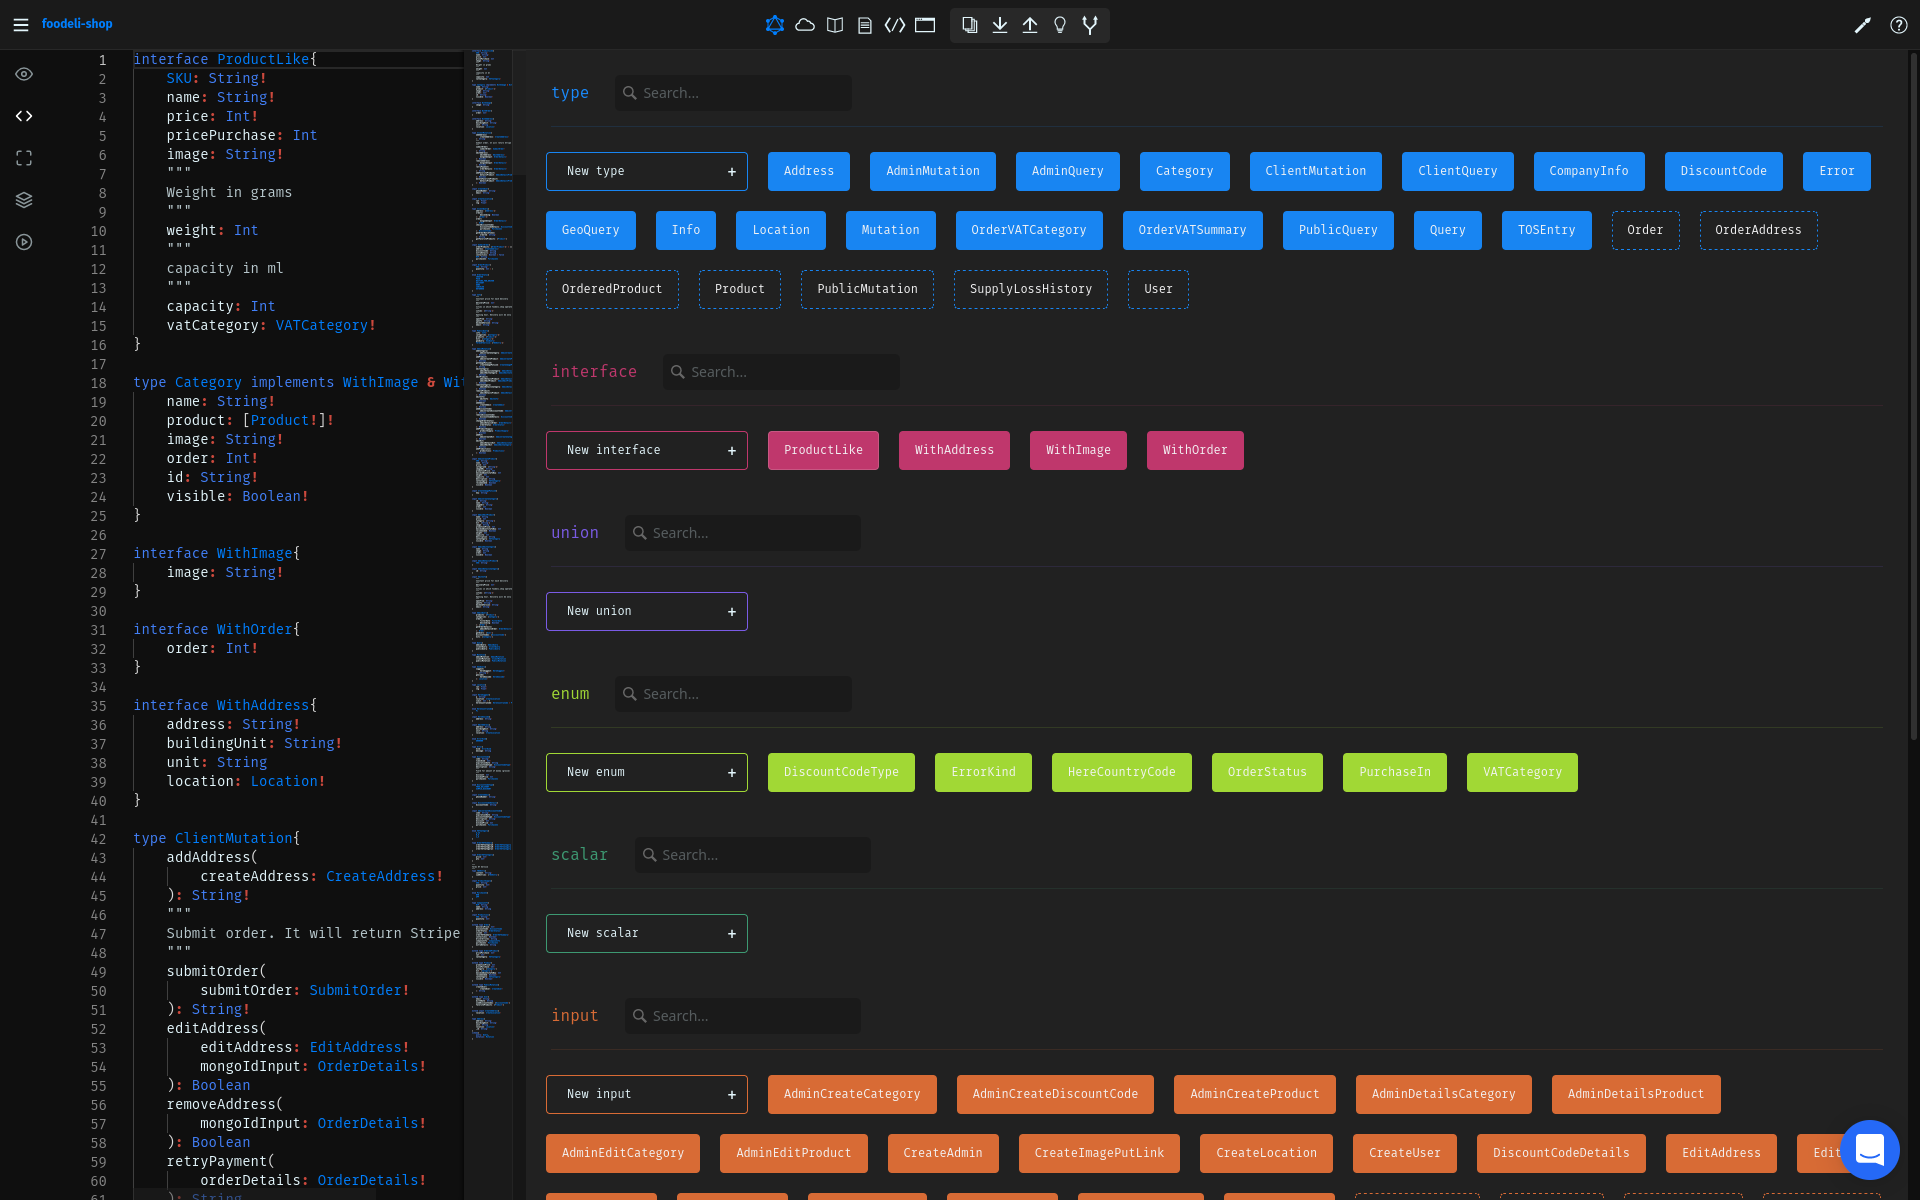 foodeli-shop
1 interface ProductLike{
2 SKU: String!
3 name: String!
4 price: Int!
5 pricePurchase: Int
6 image: String!
7 """
8 Weight in grams
9 """
10 weight: Int
11 """
12 capacity in ml
13 """
14 capacity: Int
15 vatCategory: VATCategory!
16 }
17
18 type Category implements WithImage & Wit
19 name: String!
20 product: [Product!]!
21 image: String!
22 order: Int!
23 id: String!
24 visible: Boolean!
25 }
26
27 interface WithImage{
28 image: String!
29 }
30
31 interface WithOrder{
32 order: Int!
33 }
34
35 interface WithAddress{
36 address: String!
37 buildingUnit: String!
38 unit: String
39 location: Location!
40 }
41
42 type ClientMutation{
43 addAddress(
44 createAddress: CreateAddress!
45 ): String!
46 """
47 Submit order. It will return Stripe
48 """
49 submitOrder(
50 submitOrder: SubmitOrder!
51 ): String!
52 editAddress(
53 editAddress: EditAddress!
54 mongoIdInput: OrderDetails!
55 ): Boolean
56 removeAddress(
57 mongoIdInput: OrderDetails!
58 ): Boolean
59 retryPayment(
60 orderDetails: OrderDetails!
61 ): String
type Search...
New type + Address AdminMutation AdminQuery Category ClientMutation ClientQuery CompanyInfo DiscountCode Error
GeoQuery Info Location Mutation OrderVATCategory OrderVATSummary PublicQuery Query TOSEntry Order OrderAddress
OrderedProduct Product PublicMutation SupplyLossHistory User
interface Search...
New interface + ProductLike WithAddress WithImage WithOrder
union Search...
New union +
enum Search...
New enum + DiscountCodeType ErrorKind HereCountryCode OrderStatus PurchaseIn VATCategory
scalar Search...
New scalar +
input Search...
New input + AdminCreateCategory AdminCreateDiscountCode AdminCreateProduct AdminDetailsCategory AdminDetailsProduct
AdminEditCategory AdminEditProduct CreateAdmin CreateImagePutLink CreateLocation CreateUser DiscountCodeDetails EditAddress Edit